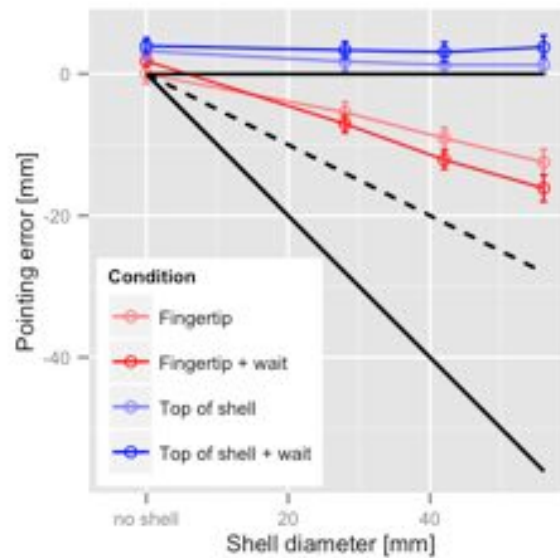 Pointing error [mm]
0
-20
-40
Condition
Fingertip
Fingertip + wait
Top of shell
Top of shell + wait
no shell 20 40
Shell diameter [mm]